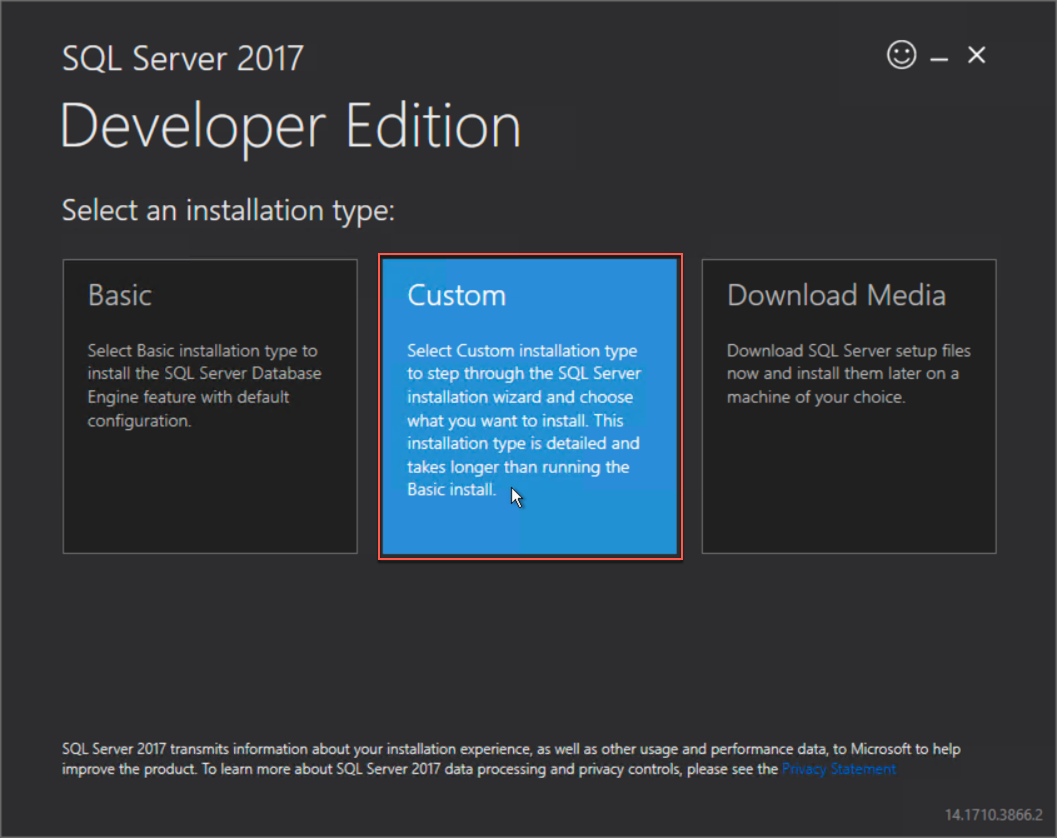 SQL Server 2017
Developer Edition
Select an installation type:
Basic
Select Basic installation type to
install the SQL Server Database
Engine feature with default
configuration.
Custom
Select Custom installation type
to step through the SQL Server
installation wizard and choose
what you want to install. This
installation type is detailed and
takes longer than running the
Basic install.
Download Media
Download SQL Server setup files
now and install them later on a
machine of your choice.
SQL Server 2017 transmits information about your installation experience, as well as other usage and performance data, to Microsoft to help
improve the product. To learn more about SQL Server 2017 data processing and privacy controls, please see the Privacy Statement
14.1710.3866.2